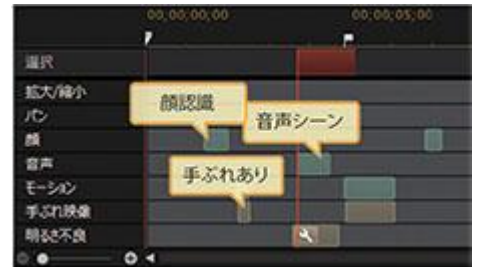 00;00;00;00
00;00;05;00
選択
拡大/縮小
パン
顔
音声
モーション
手ぶれ映像
明るさ不良
顔認識
音声シーン
手ぶれあり